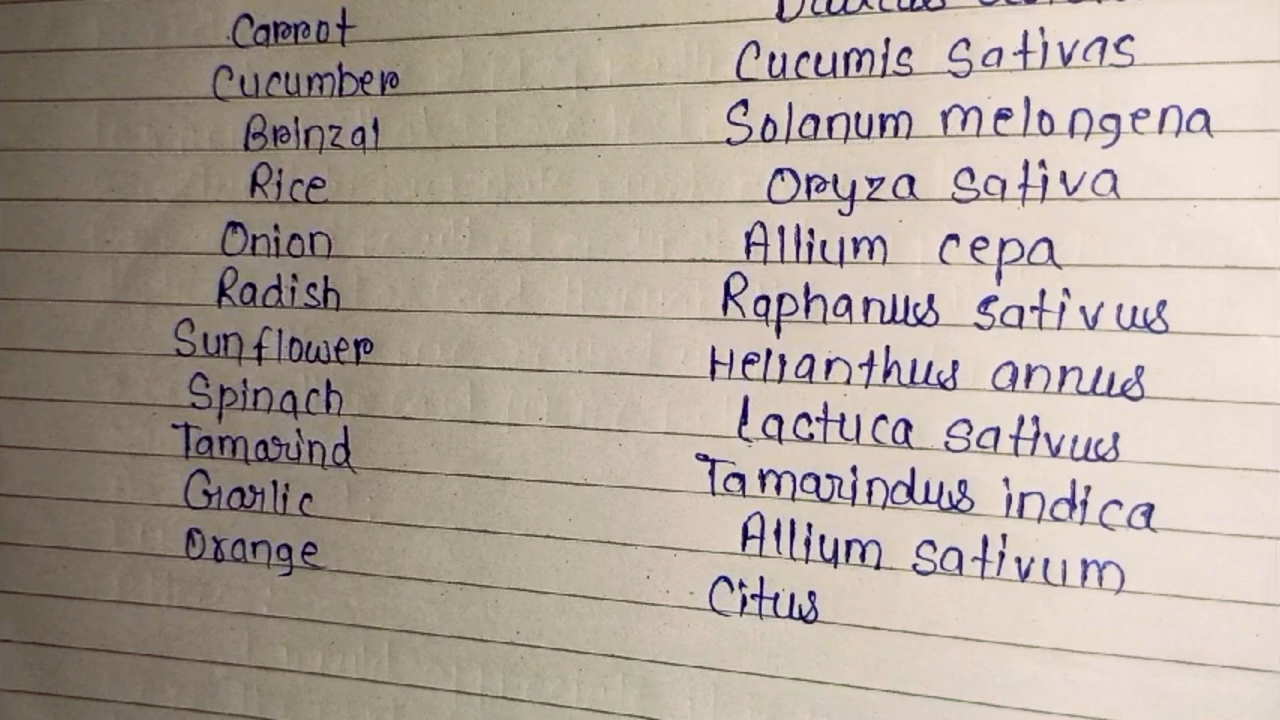 Carrot
Cucumber Cucumis Sativas
Brinzal Solanum melongena
Rice Oryza sativa
Onion Allium cepa
Radish Raphanus sativus
Sunflower Helianthus annus
Spinach Lactuca sativus
Tamarind Tamarindus indica
Garlic Allium sativum
Orange Citus